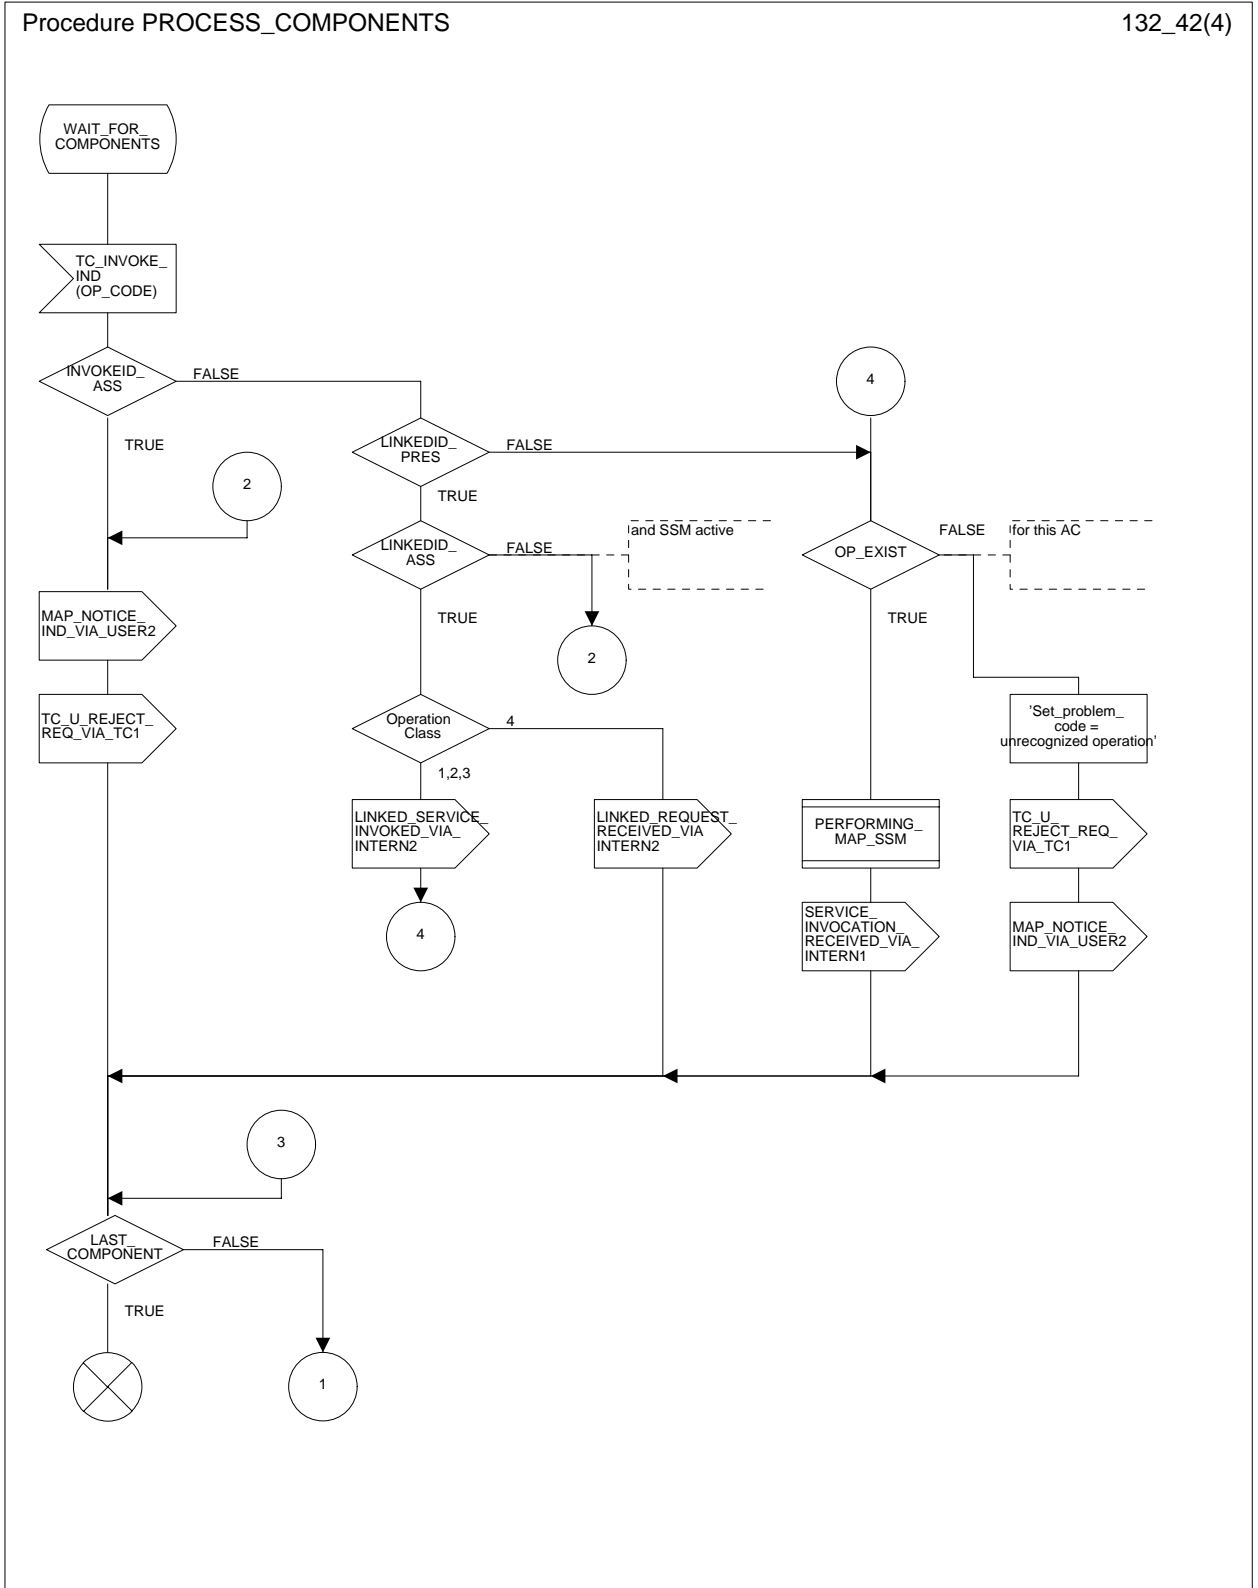 Procedure PROCESS_COMPONENTS
132_42(4)
WAIT_FOR_
COMPONENTS
TC_INVOKE_
IND
(OP_CODE)
INVOKEID_
ASS
FALSE
TRUE
4
LINKEDID_
PRES
FALSE
TRUE
2
LINKEDID_
ASS
FALSE
and SSM active
TRUE
OP_EXIST
FALSE
for this AC
TRUE
MAP_NOTICE_
IND_VIA_USER2
2
TC_U_REJECT_
REQ_VIA_TC1
Operation
Class
4
1,2,3
'Set_problem_
code =
unrecognized operation'
LINKED_SERVICE_
INVOKED_VIA_
INTERN2
LINKED_REQUEST_
RECEIVED_VIA
INTERN2
PERFORMING_
MAP_SSM
TC_U_
REJECT_REQ_
VIA_TC1
4
SERVICE_
INVOCATION_
RECEIVED_VIA_
INTERN1
MAP_NOTICE_
IND_VIA_USER2
3
LAST_
COMPONENT
FALSE
TRUE
1